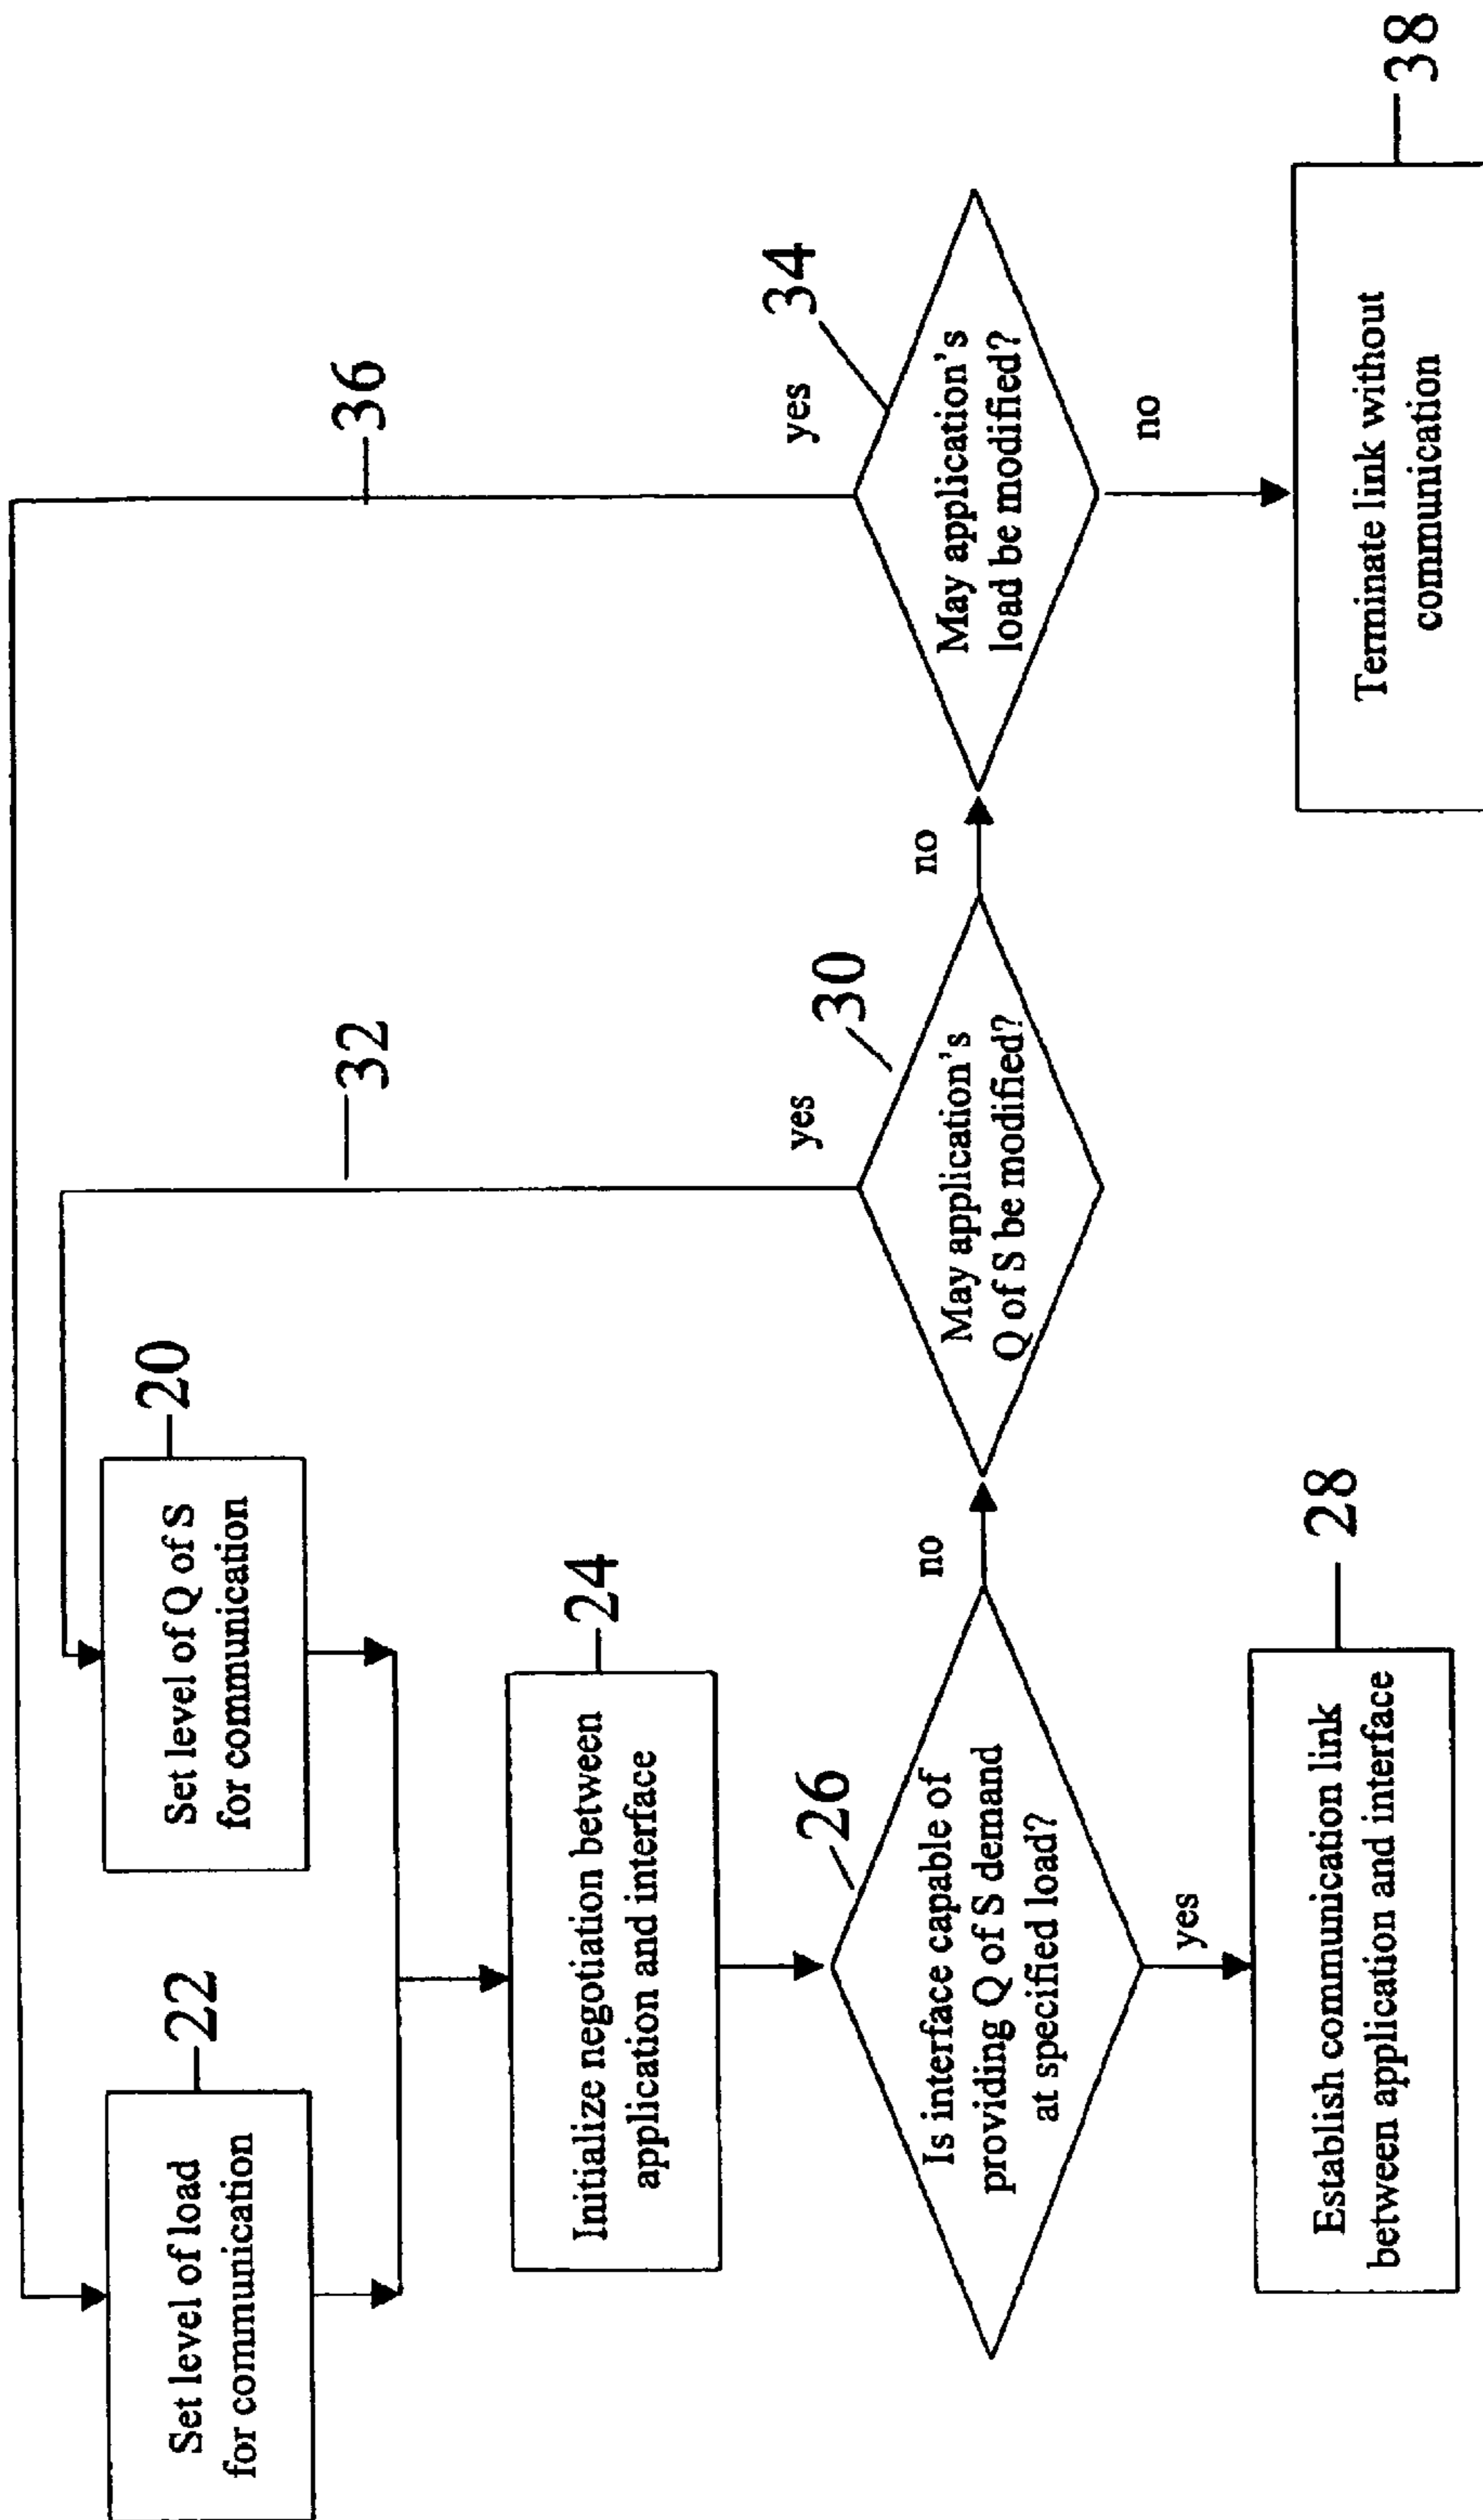 22
Set level of load
for communication
20
Set level of Q of S
for communication
32
36
24
Initialize negotiation between
application and interface
26
Is interface capable of
providing Q of S demand
at specified load?
no
yes
30
May application's
Q of S be modified?
yes
no
34
May application's
load be modified?
yes
no
28
Establish communication link
between application and interface
38
Terminate link without
communication